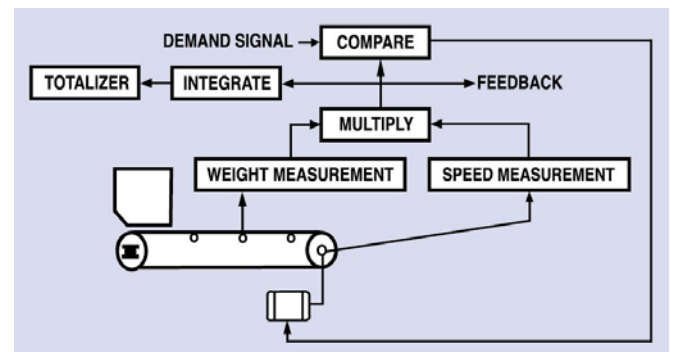 DEMAND SIGNAL
COMPARE
TOTALIZER
INTEGRATE
FEEDBACK
MULTIPLY
WEIGHT MEASUREMENT
SPEED MEASUREMENT